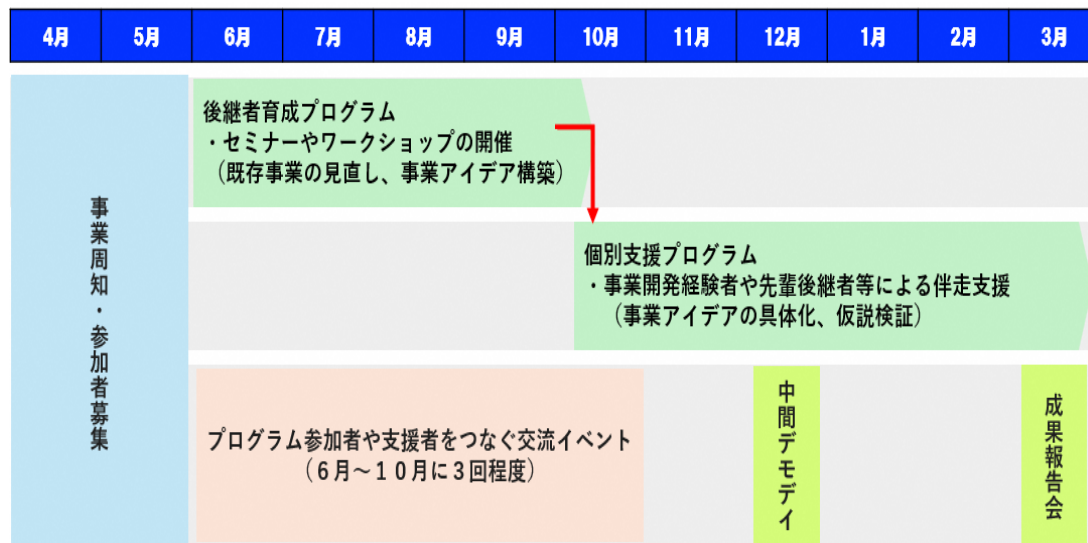 4月 5月 6月 7月 8月 9月 10月 11月 12月 1月 2月 3月
事業周知・参加者募集
後継者育成プログラム
・セミナーやワークショップの開催
(既存事業の見直し、事業アイデア構築)
個別支援プログラム
・事業開発経験者や先輩後継者等による伴走支援
(事業アイデアの具体化、仮説検証)
プログラム参加者や支援者をつなぐ交流イベント
(6月~10月に3回程度)
中間デモデイ
成果報告会